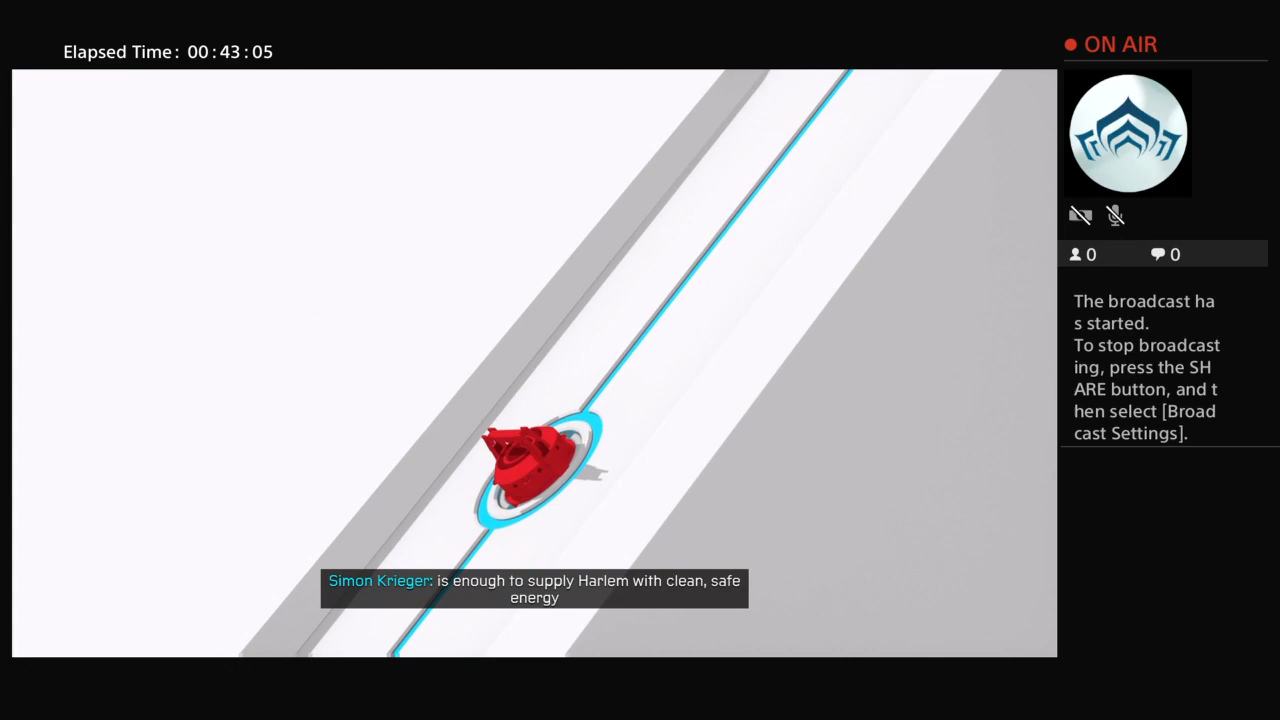 Elapsed Time: 00:43:05
ON AIR
0 0
The broadcast ha
s started.
To stop broadcast
ing, press the SH
ARE button, and t
hen select [Broad
cast Settings].
Simon Krieger: is enough to supply Harlem with clean, safe
energy